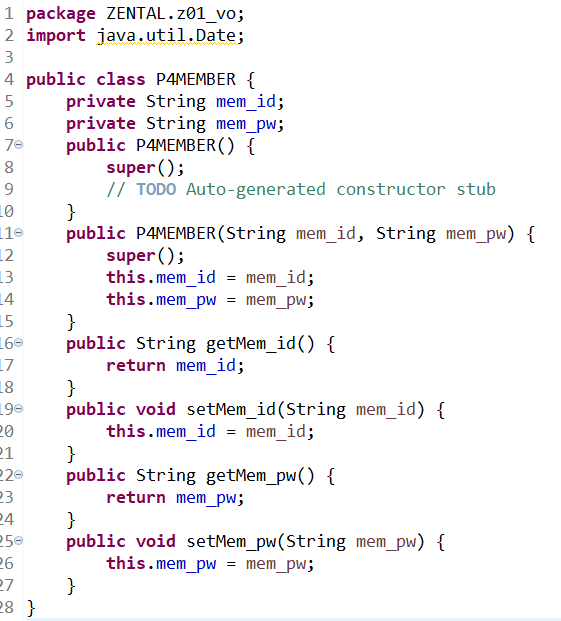 1 package ZENTAL.z01_vo;
2 import java.util.Date;
3
4 public class P4MEMBER {
5     private String mem_id;
6     private String mem_pw;
7     public P4MEMBER() {
8         super();
9         // TODO Auto-generated constructor stub
10     }
11     public P4MEMBER(String mem_id, String mem_pw) {
12         super();
13         this.mem_id = mem_id;
14         this.mem_pw = mem_pw;
15     }
16     public String getMem_id() {
17         return mem_id;
18     }
19     public void setMem_id(String mem_id) {
20         this.mem_id = mem_id;
21     }
22     public String getMem_pw() {
23         return mem_pw;
24     }
25     public void setMem_pw(String mem_pw) {
26         this.mem_pw = mem_pw;
27     }
28 }